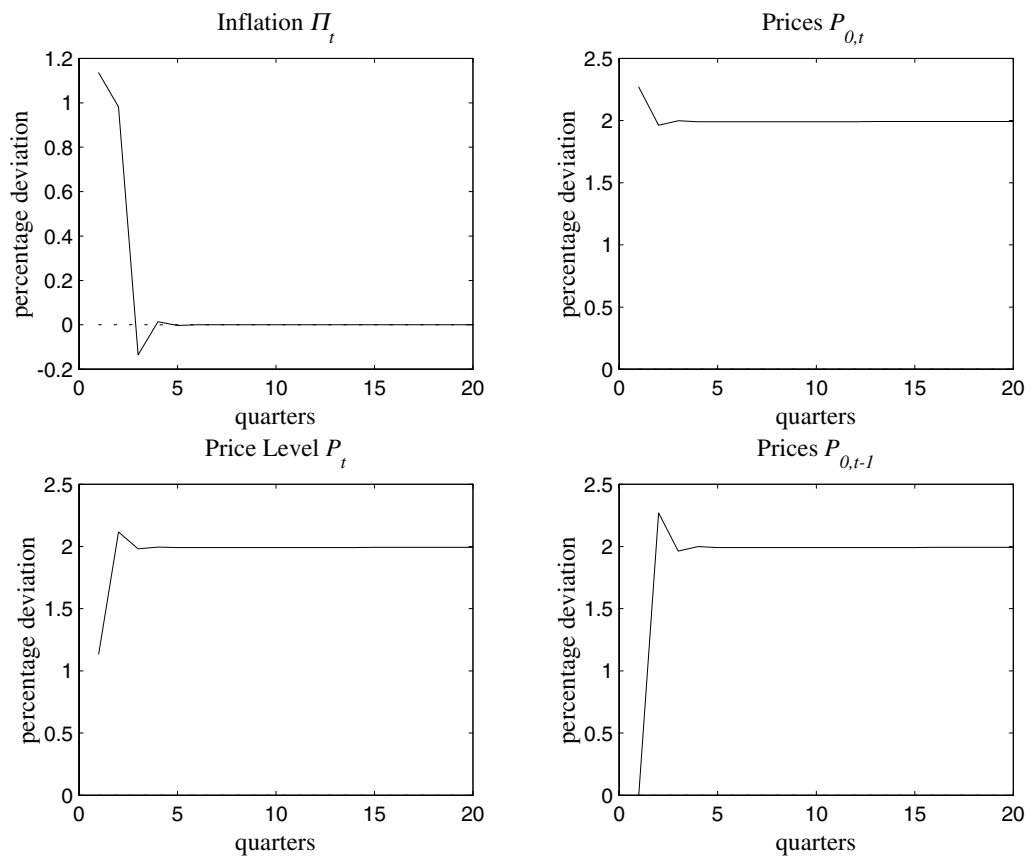 Inflation Π_t
percentage deviation
1.2
1
0.8
0.6
0.4
0.2
0
-0.2
0 5 10 15 20
quarters
Prices P_{0,t}
percentage deviation
2.5
2
1.5
1
0.5
0
0 5 10 15 20
quarters
Price Level P_t
percentage deviation
2.5
2
1.5
1
0.5
0
0 5 10 15 20
quarters
Prices P_{0,t-1}
percentage deviation
2.5
2
1.5
1
0.5
0
0 5 10 15 20
quarters